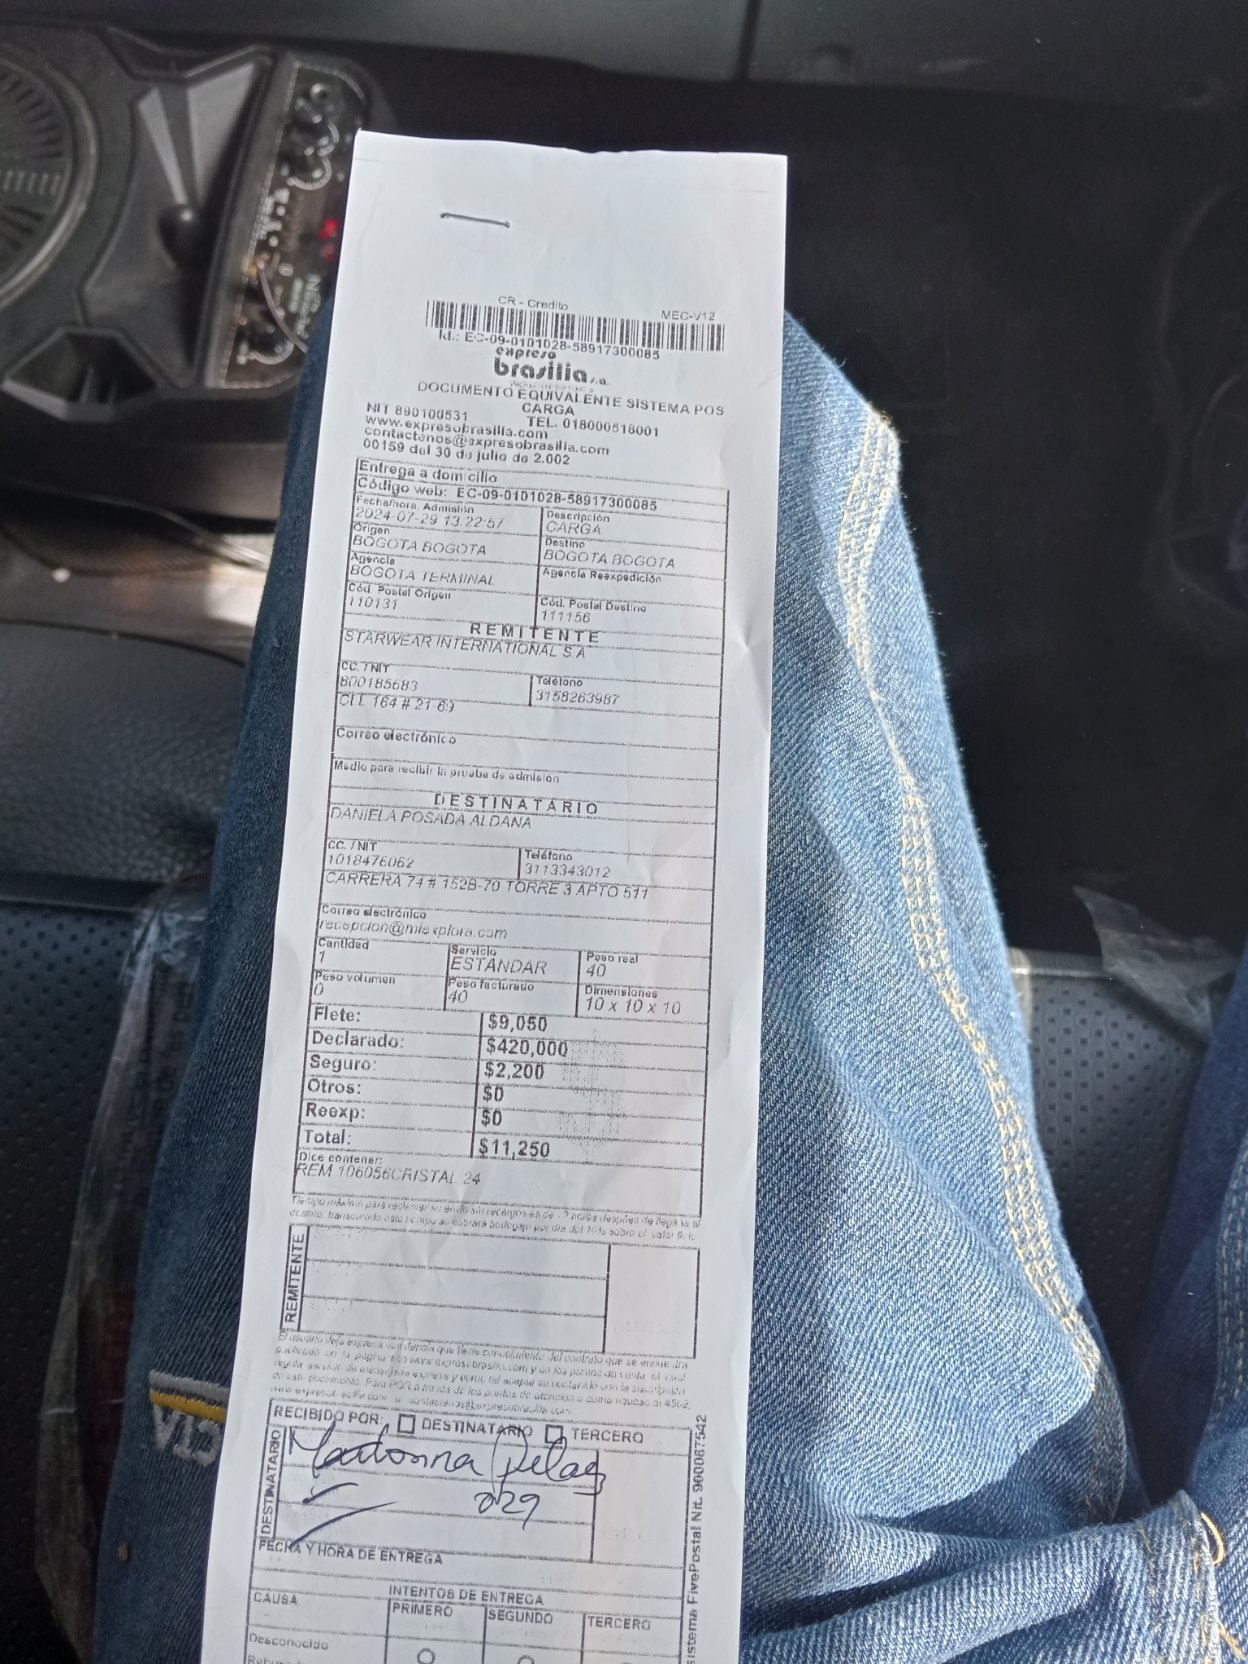 CR - Credito
MEC-V12
Id.: EC-09-0101028-58917300085
expreso
brasilia s.a.
DOCUMENTO EQUIVALENTE SISTEMA POS
CARGA
NIT 890100531 TEL. 018000518001
www.expresobrasilia.com
contactenos@expresobrasilia.com
00159 del 30 de julio de 2.002
Entrega a domicilio
Código web: EC-09-0101028-58917300085
Fecha/hora Admisión Descripción
2024-07-29 13:22:57 CARGA
Origen Destino
BOGOTA BOGOTA BOGOTA BOGOTA
Agencia Agencia Reexpedición
BOGOTA TERMINAL
Cód. Postal Origen Cód. Postal Destino
110131 111156
REMITENTE
STARWEAR INTERNATIONAL S.A
CC. / NIT Teléfono
800185683 3158263987
CLL 164 # 21 69
Correo electrónico
Medio para recibir la prueba de admisión
DESTINATARIO
DANIELA POSADA ALDANA
CC. / NIT Teléfono
1018476062 3113343012
CARRERA 74 # 152B-70 TORRE 3 APTO 511
Correo electrónico
recepcion@miexplora.com
Cantidad Servicio Peso real
1 ESTANDAR 40
Peso volumen Peso facturado Dimensiones
0 40 10 x 10 x 10
Flete: $9,050
Declarado: $420,000
Seguro: $2,200
Otros: $0
Reexp: $0
Total: $11,250
Dice contener:
REM 106056CRISTAL 24
REMITENTE
RECIBIDO POR: DESTINATARIO TERCERO
DESTINATARIO
Madonna Pelaez
029
FECHA Y HORA DE ENTREGA
INTENTOS DE ENTREGA
CAUSA PRIMERO SEGUNDO TERCERO
Desconocido
istema FivePostal Nit. 900087542
CTA